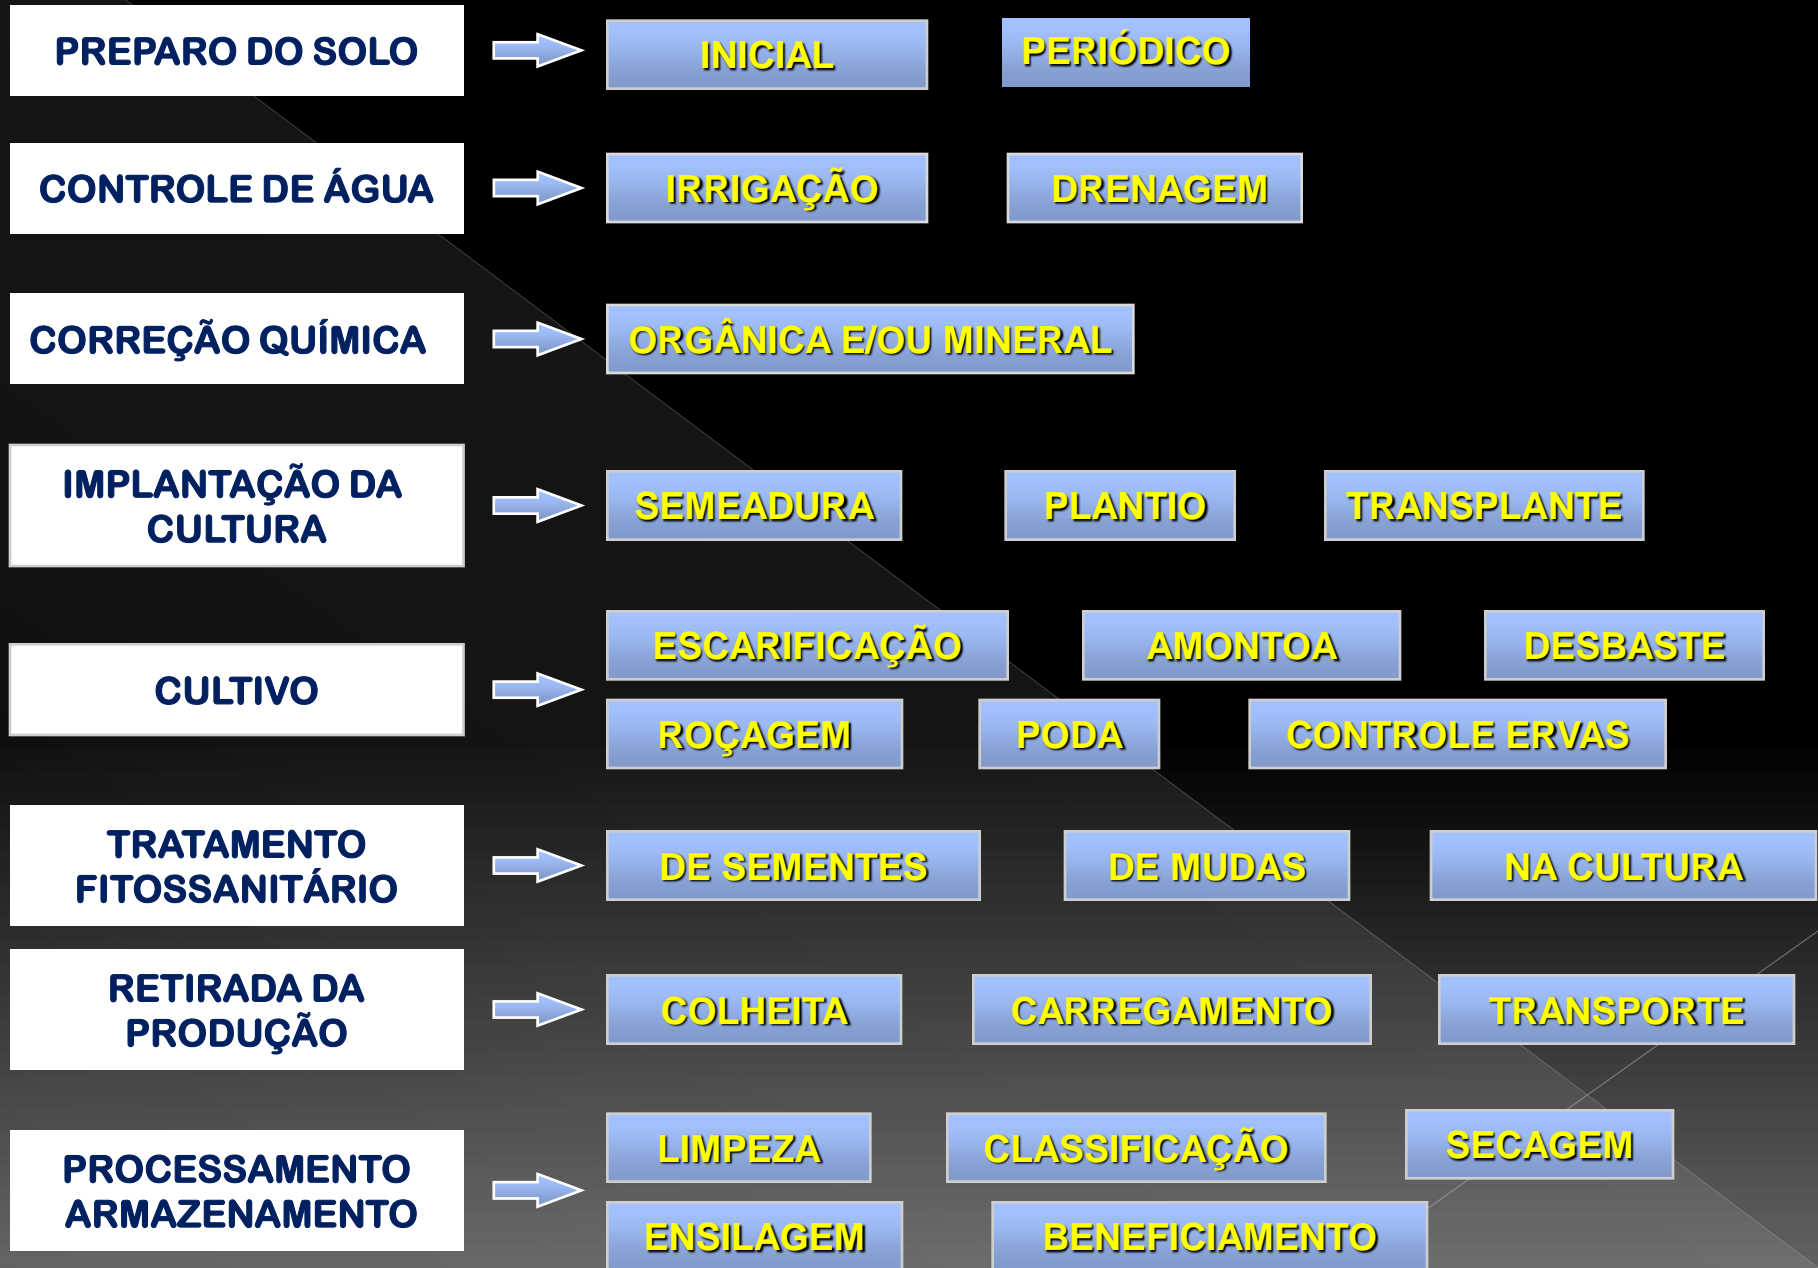 PREPARO DO SOLO
INICIAL
PERIÓDICO
CONTROLE DE ÁGUA
IRRIGAÇÃO
DRENAGEM
CORREÇÃO QUÍMICA
ORGÂNICA E/OU MINERAL
IMPLANTAÇÃO DA
CULTURA
SEMEADURA
PLANTIO
TRANSPLANTE
CULTIVO
ESCARIFICAÇÃO
AMONTOA
DESBASTE
ROÇAGEM
PODA
CONTROLE ERVAS
TRATAMENTO
FITOSSANITÁRIO
DE SEMENTES
DE MUDAS
NA CULTURA
RETIRADA DA
PRODUÇÃO
COLHEITA
CARREGAMENTO
TRANSPORTE
PROCESSAMENTO
ARMAZENAMENTO
LIMPEZA
CLASSIFICAÇÃO
SECAGEM
ENSILAGEM
BENEFICIAMENTO